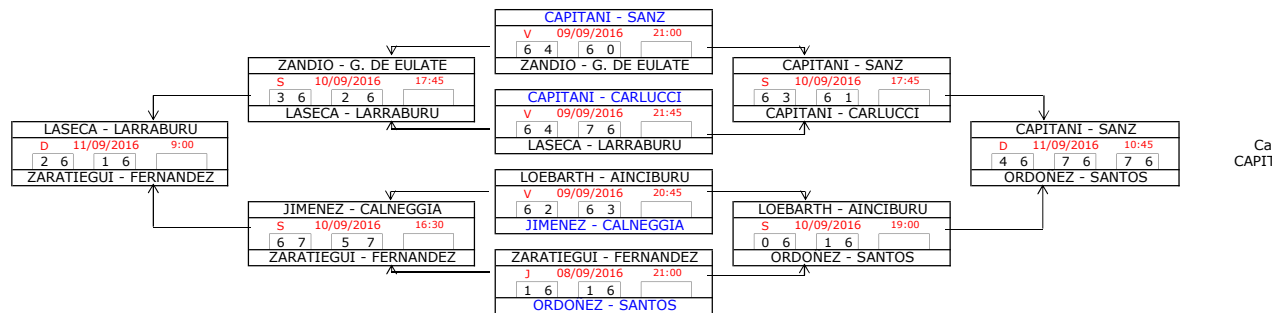 CAPITANI - SANZ
V 09/09/2016 21:00
6 4 6 0
ZANDIO - G. DE EULATE
ZANDIO - G. DE EULATE
S 10/09/2016 17:45
3 6 2 6
LASECA - LARRABURU
CAPITANI - SANZ
S 10/09/2016 17:45
6 3 6 1
CAPITANI - CARLUCCI
CAPITANI - CARLUCCI
V 09/09/2016 21:45
6 4 7 6
LASECA - LARRABURU
LASECA - LARRABURU
D 11/09/2016 9:00
2 6 1 6
ZARATIEGUI - FERNANDEZ
CAPITANI - SANZ
D 11/09/2016 10:45
4 6 7 6 7 6
ORDOÑEZ - SANTOS
Ca
CAPIT
LOEBARTH - AINCIBURU
V 09/09/2016 20:45
6 2 6 3
JIMENEZ - CALNEGGIA
JIMENEZ - CALNEGGIA
S 10/09/2016 16:30
6 7 5 7
ZARATIEGUI - FERNANDEZ
LOEBARTH - AINCIBURU
S 10/09/2016 19:00
0 6 1 6
ORDOÑEZ - SANTOS
ZARATIEGUI - FERNANDEZ
J 08/09/2016 21:00
1 6 1 6
ORDOÑEZ - SANTOS